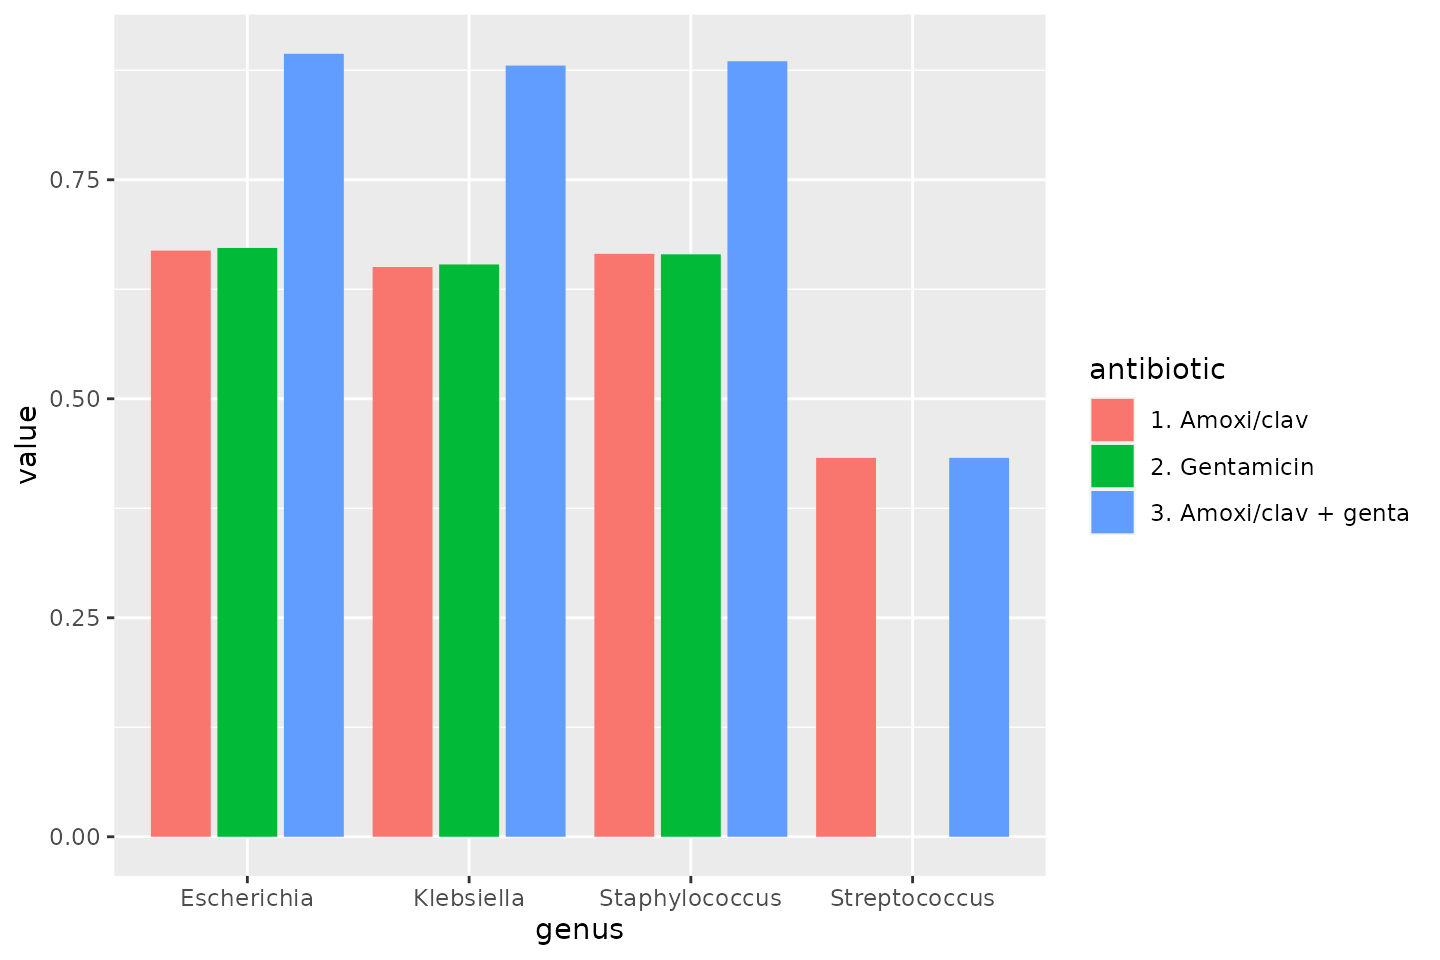 value
0.75
0.50
0.25
0.00
Escherichia Klebsiella Staphylococcus Streptococcus
genus
antibiotic
1. Amoxi/clav
2. Gentamicin
3. Amoxi/clav + genta